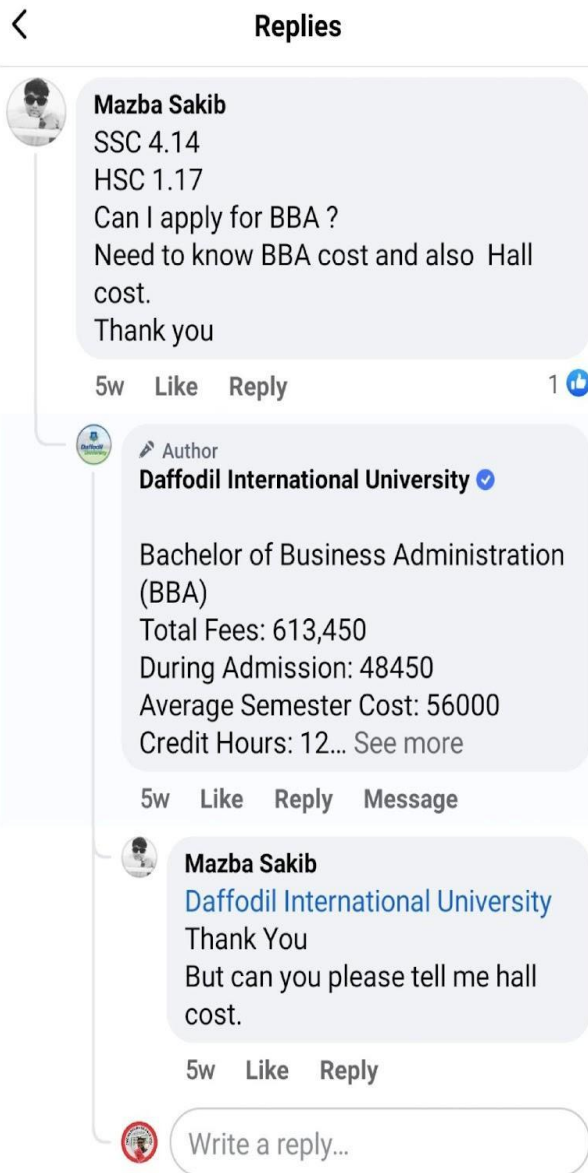 Replies
Mazba Sakib
SSC 4.14
HSC 1.17
Can I apply for BBA ?
Need to know BBA cost and also  Hall
cost.
Thank you
5w Like Reply 1
Author
Daffodil International University
Bachelor of Business Administration
(BBA)
Total Fees: 613,450
During Admission: 48450
Average Semester Cost: 56000
Credit Hours: 12... See more
5w Like Reply Message
Mazba Sakib
Daffodil International University
Thank You
But can you please tell me hall
cost.
5w Like Reply
Write a reply...